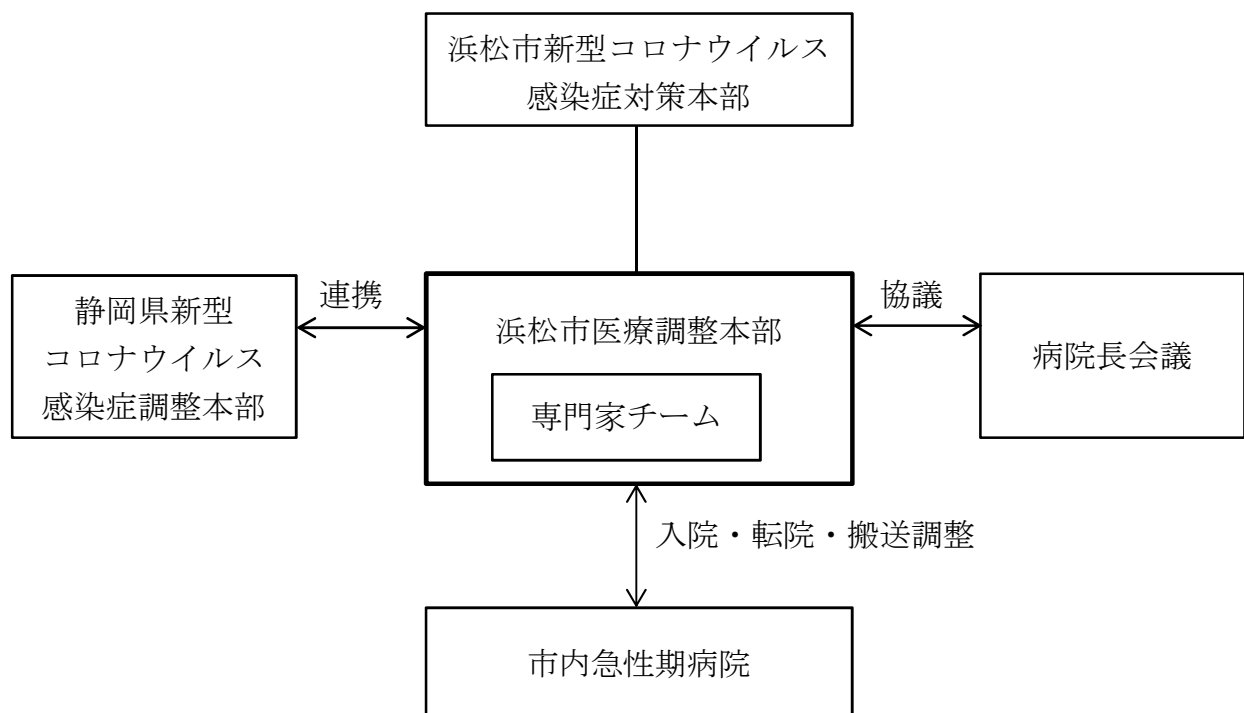 浜松市新型コロナウイルス
感染症対策本部
静岡県新型
コロナウイルス
感染症調整本部
連携
浜松市医療調整本部
専門家チーム
協議
病院長会議
入院・転院・搬送調整
市内急性期病院